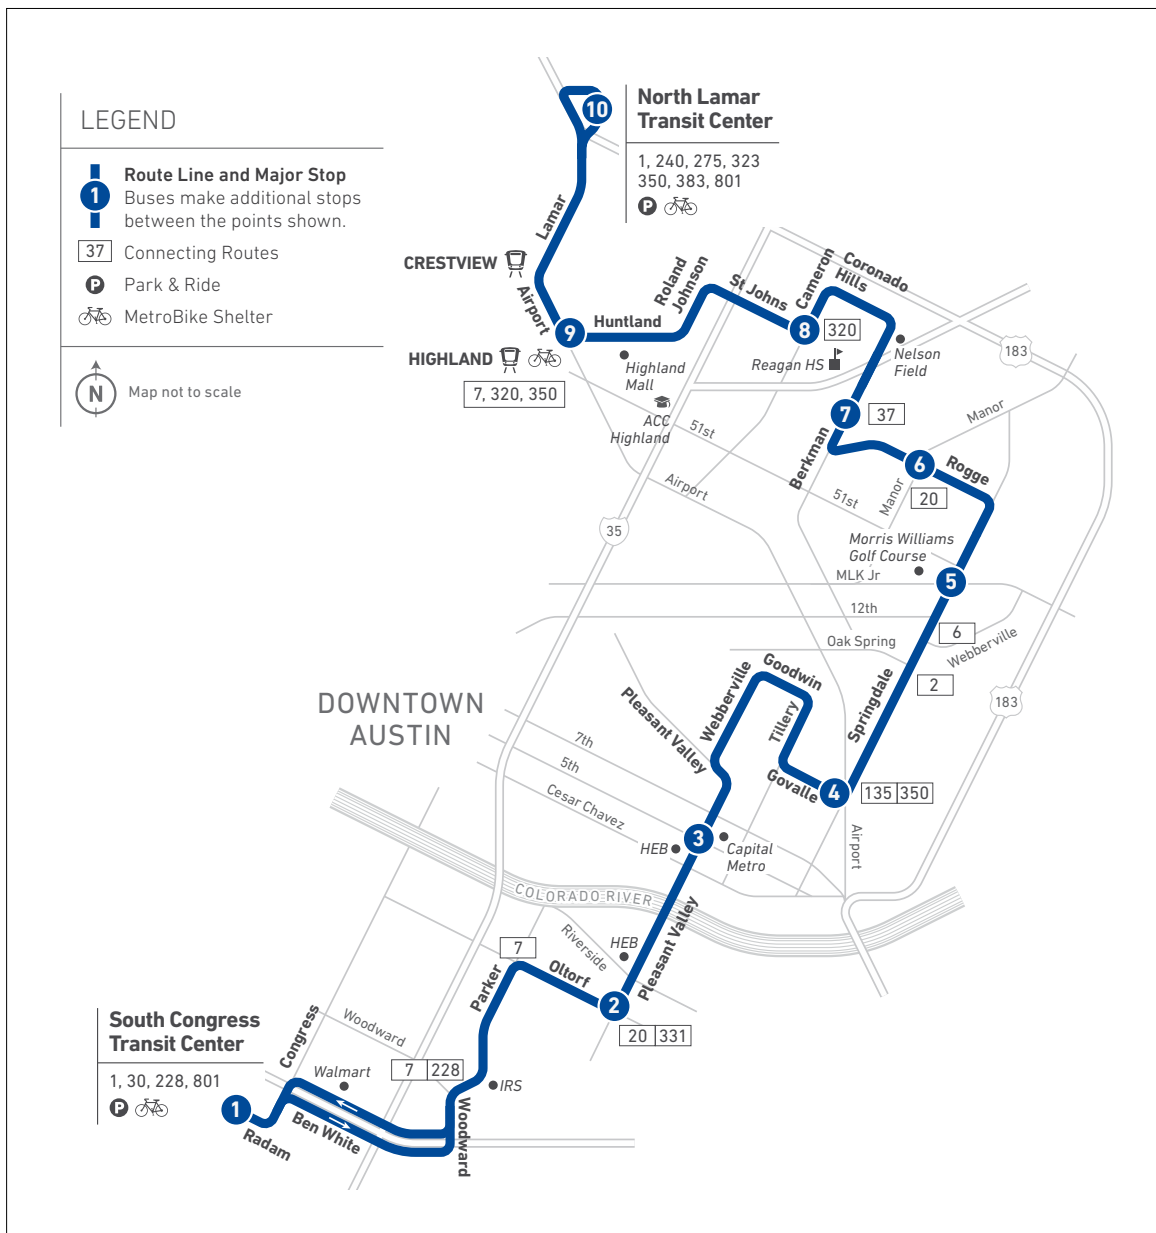 LEGEND
1
Route Line and Major Stop
Buses make additional stops
between the points shown.
37
Connecting Routes
P
Park & Ride
MetroBike Shelter
N
Map not to scale
10
North Lamar
Transit Center
1, 240, 275, 323
350, 383, 801
P
Lamar
CRESTVIEW
Airport
9
HIGHLAND
7, 320, 350
Huntland
Roland
Johnson
St Johns
Cameron
Hills
Coronado
8
320
Reagan HS
Nelson
Field
183
Highland
Mall
ACC
Highland
51st
7
37
Manor
Berkman
6
Rogge
20
Manor
51st
Airport
35
Morris Williams
Golf Course
MLK Jr
5
12th
6
Oak Spring
Webberville
2
Springdale
183
DOWNTOWN
AUSTIN
Pleasant Valley
Webberville
Goodwin
Tillery
Govalle
4
135
350
Airport
7th
5th
Cesar Chavez
3
HEB
Capital
Metro
COLORADO RIVER
Pleasant Valley
HEB
Riverside
7
Oltorf
Parker
2
20
331
South Congress
Transit Center
1, 30, 228, 801
P
1
Radam
Congress
Woodward
Walmart
7
228
IRS
Ben White
Woodward